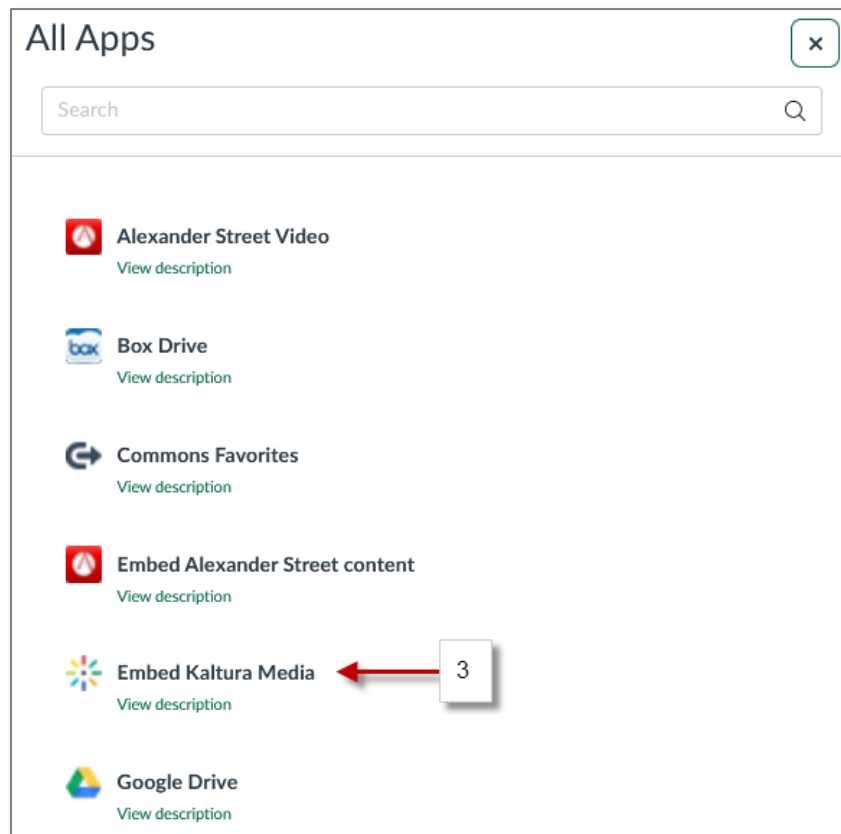 All Apps
×
Search
Alexander Street Video
View description
box
Box Drive
View description
Commons Favorites
View description
Embed Alexander Street content
View description
Embed Kaltura Media
3
View description
Google Drive
View description